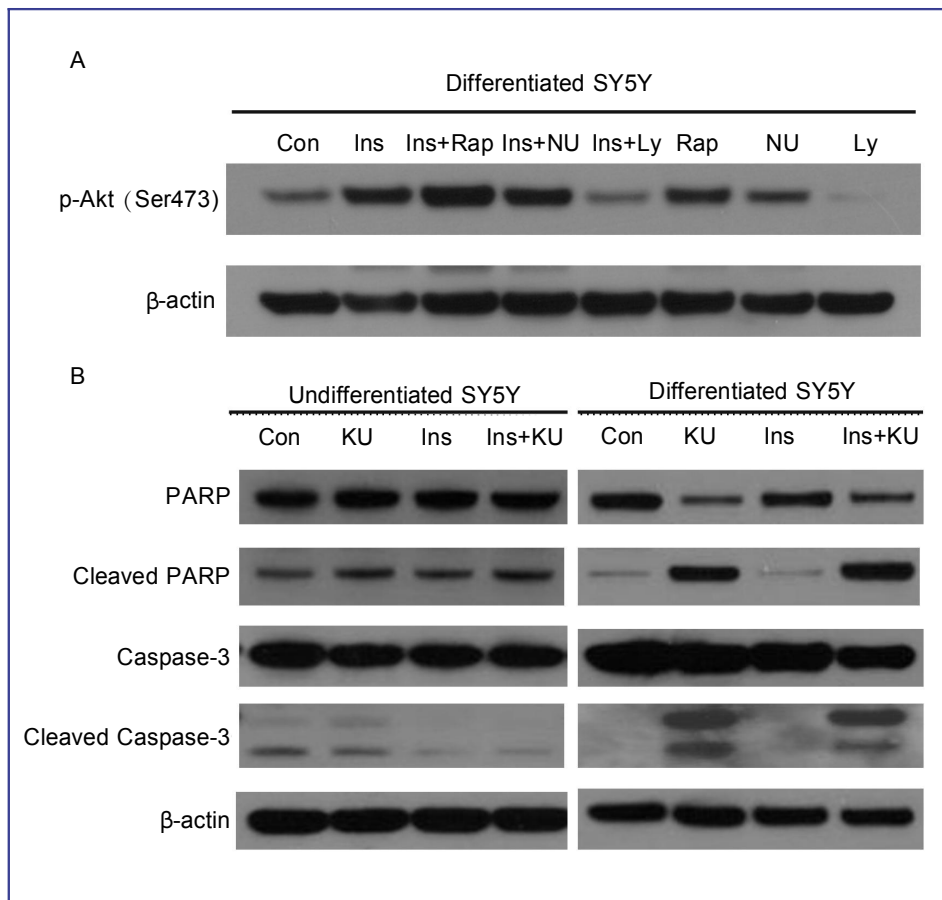 A
Differentiated SY5Y
Con Ins Ins+Rap Ins+NU Ins+Ly Rap NU Ly
p-Akt (Ser473)
β-actin
B
Undifferentiated SY5Y Differentiated SY5Y
Con KU Ins Ins+KU Con KU Ins Ins+KU
PARP
Cleaved PARP
Caspase-3
Cleaved Caspase-3
β-actin